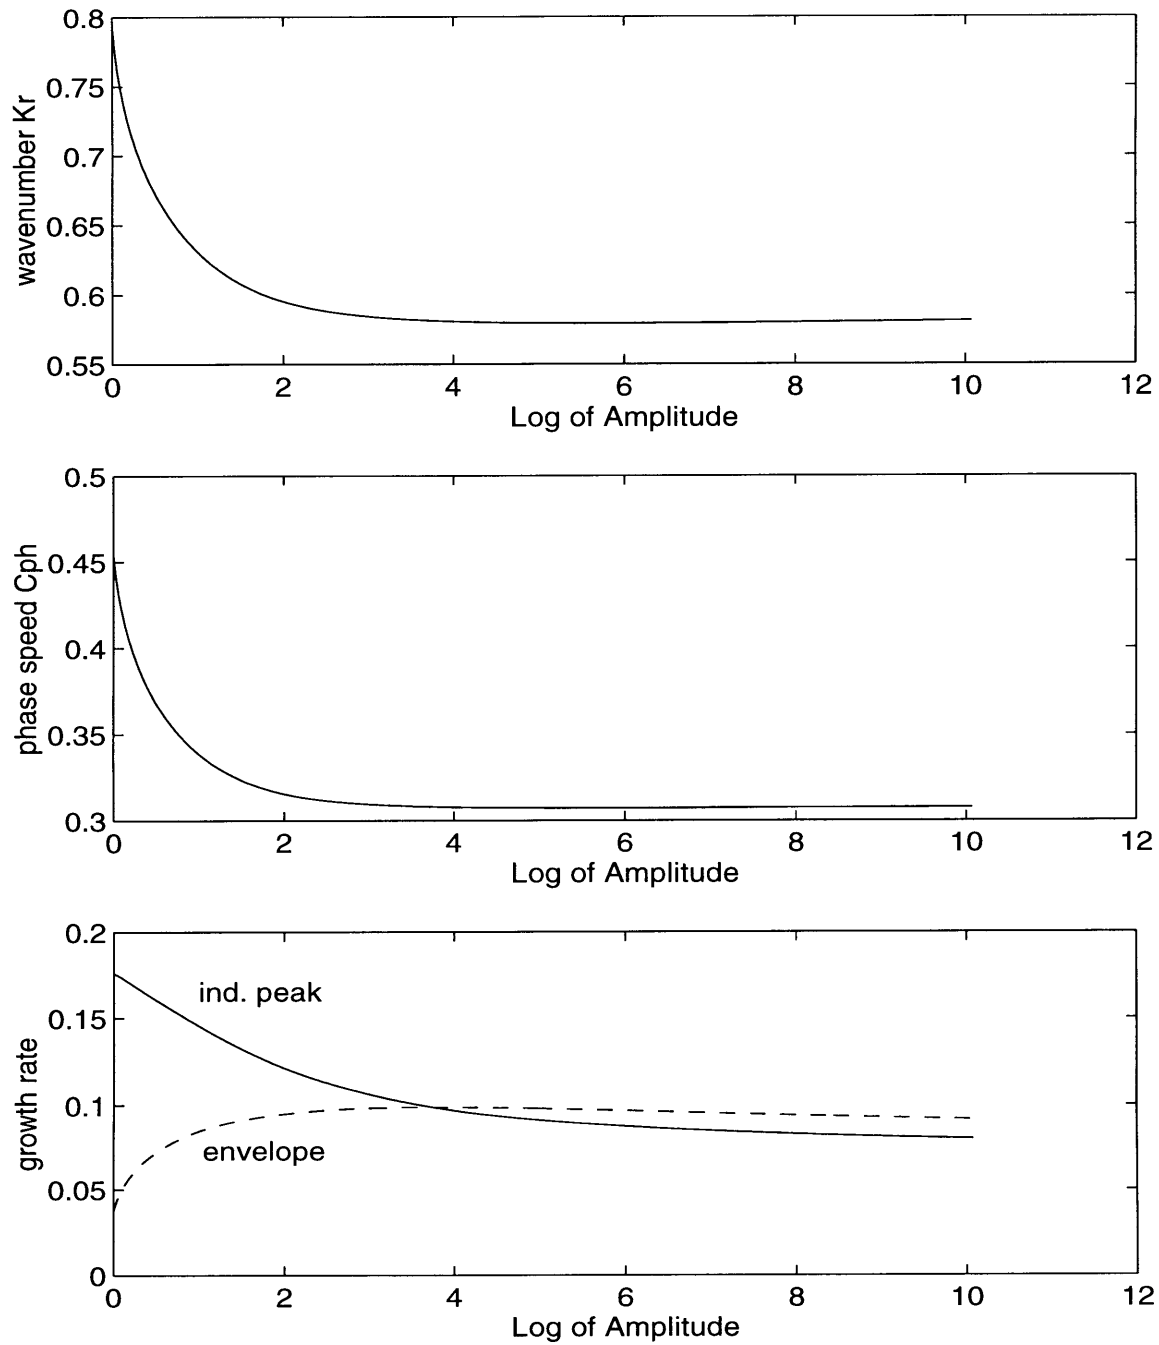 0.8
0.75
0.7
0.65
0.6
0.55
wavenumber Kr
0 2 4 6 8 10 12
Log of Amplitude
0.5
0.45
0.4
0.35
0.3
phase speed Cph
0 2 4 6 8 10 12
Log of Amplitude
0.2
0.15
0.1
0.05
0
growth rate
ind. peak
envelope
0 2 4 6 8 10 12
Log of Amplitude